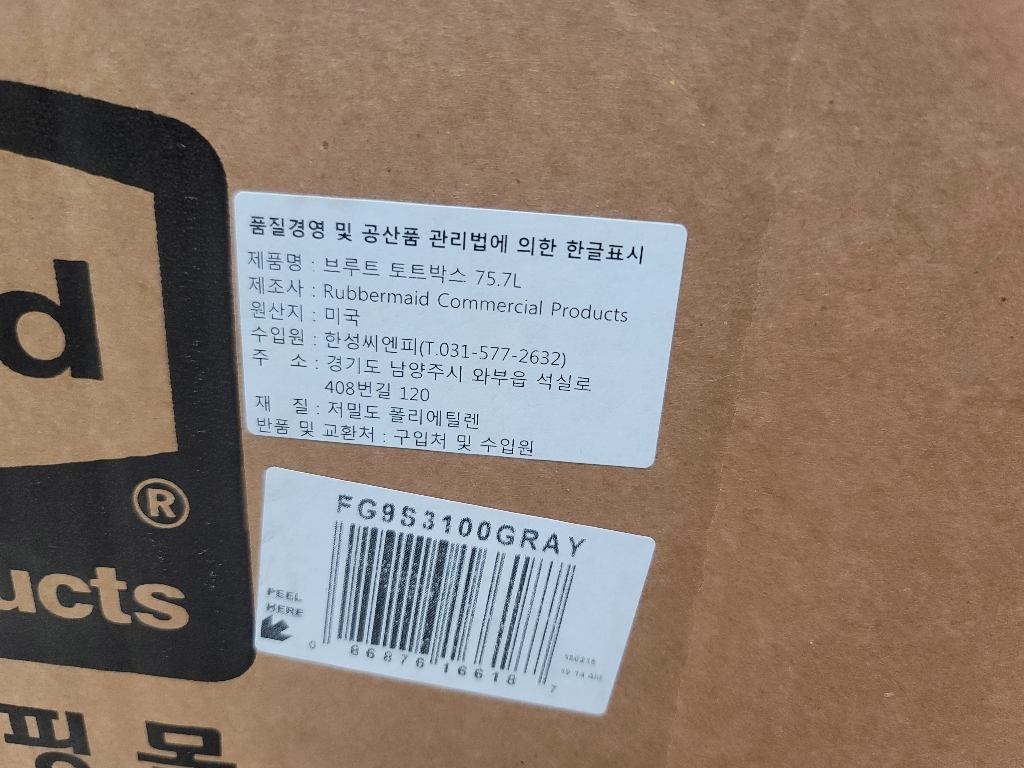 d
®
ucts
품질경영 및 공산품 관리법에 의한 한글표시
제품명 : 브루트 토트박스 75.7L
제조사 : Rubbermaid Commercial Products
원산지 : 미국
수입원 : 한성씨엔피(T.031-577-2632)
주 소 : 경기도 남양주시 와부읍 석실로
408번길 120
재 질 : 저밀도 폴리에틸렌
반품 및 교환처 : 구입처 및 수입원
FG9S3100GRAY
PEEL
HERE
0 86876 16618 7
핑 몰